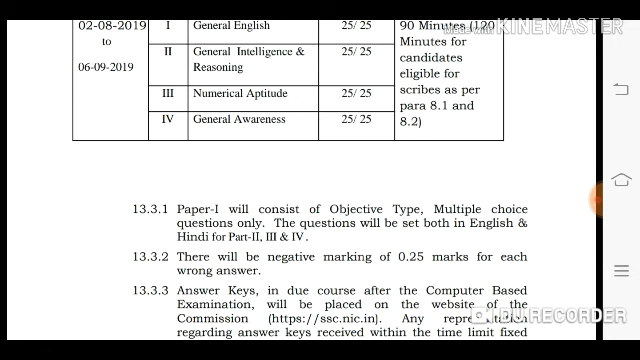 02-08-2019
to
06-09-2019
I General English 25/ 25
II General Intelligence &
Reasoning 25/ 25
III Numerical Aptitude 25/ 25
IV General Awareness 25/ 25
90 Minutes (120
Minutes for
candidates
eligible for
scribes as per
para 8.1 and
8.2)
Made with KINEMASTER
13.3.1 Paper-I will consist of Objective Type, Multiple choice
questions only. The questions will be set both in English &
Hindi for Part-II, III & IV.
13.3.2 There will be negative marking of 0.25 marks for each
wrong answer.
13.3.3 Answer Keys, in due course after the Computer Based
Examination, will be placed on the website of the
Commission (https://ssc.nic.in). Any representation
regarding answer keys received within the time limit fixed
DU RECORDER